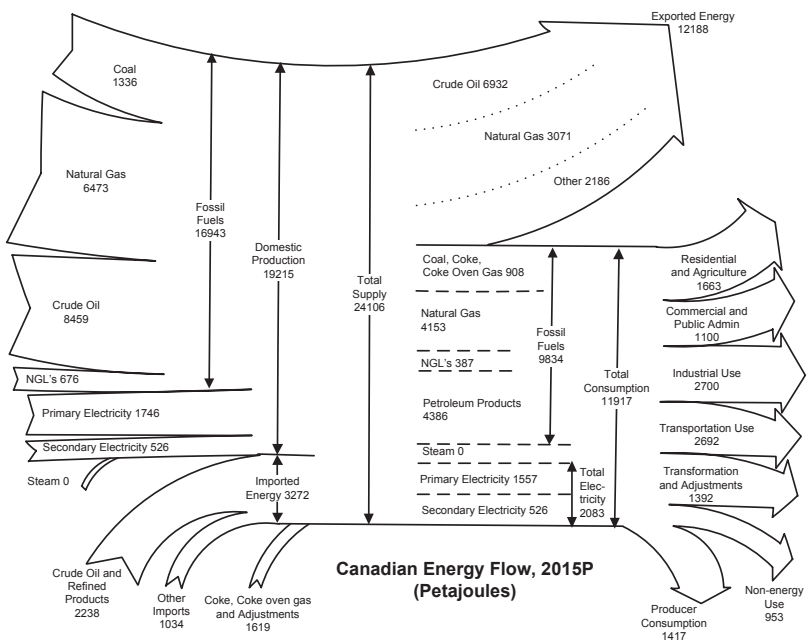 Exported Energy
12188
Coal
1336
Crude Oil 6932
Natural Gas 3071
Other 2186
Natural Gas
6473
Fossil
Fuels
16943
Domestic
Production
19215
Total
Supply
24106
Coal, Coke,
Coke Oven Gas 908
Natural Gas
4153
Fossil
Fuels
9834
NGL's 387
Petroleum Products
4386
Steam 0
Primary Electricity 1557
Secondary Electricity 526
Total
Elec-
tricity
2083
Total
Consumption
11917
Residential
and Agriculture
1663
Commercial and
Public Admin
1100
Industrial Use
2700
Transportation Use
2692
Transformation
and Adjustments
1392
Crude Oil
8459
NGL's 676
Primary Electricity 1746
Secondary Electricity 526
Steam 0
Imported
Energy 3272
Crude Oil and
Refined
Products
2238
Other
Imports
1034
Coke, Coke oven gas
and Adjustments
1619
Canadian Energy Flow, 2015P
(Petajoules)
Producer
Consumption
1417
Non-energy
Use
953